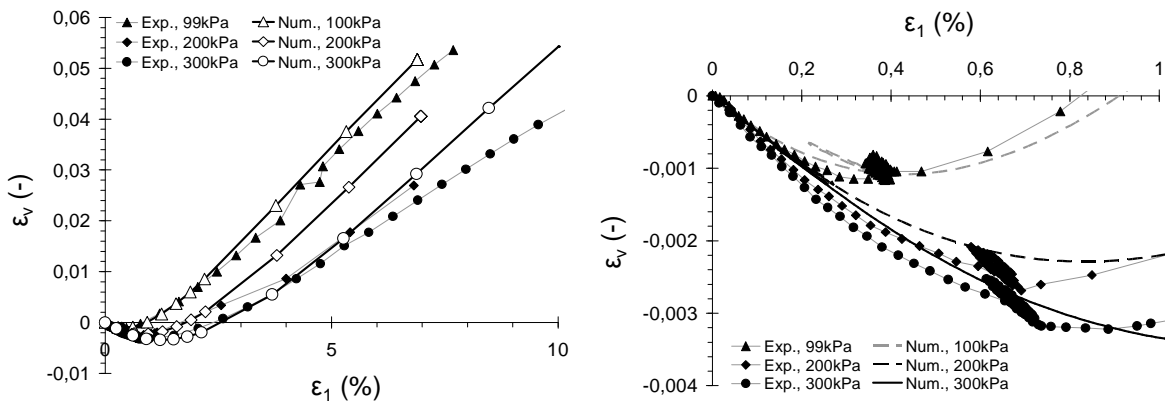 0,06
0,05
0,04
0,03
0,02
0,01
0
-0,01
εv (-)
Exp., 99kPa Num., 100kPa
Exp., 200kPa Num., 200kPa
Exp., 300kPa Num., 300kPa
0 5 10
ε1 (%)
ε1 (%)
0 0,2 0,4 0,6 0,8 1
0
-0,001
-0,002
-0,003
-0,004
εv (-)
Exp., 99kPa Num., 100kPa
Exp., 200kPa Num., 200kPa
Exp., 300kPa Num., 300kPa